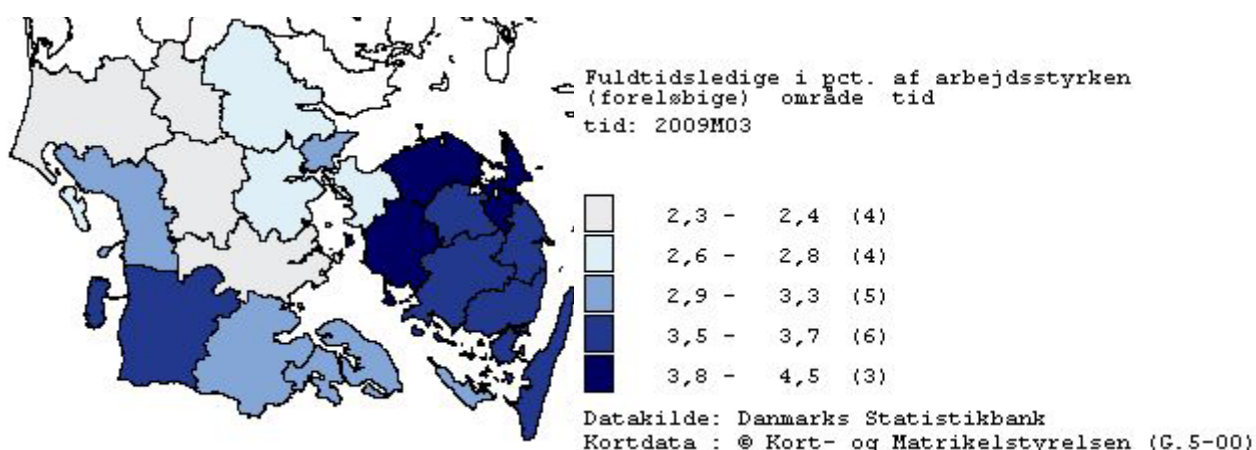 Fuldtidsledige i pct. af arbejdsstyrken
(foreløbige) område tid
tid: 2009M03
2,3 - 2,4 (4)
2,6 - 2,8 (4)
2,9 - 3,3 (5)
3,5 - 3,7 (6)
3,8 - 4,5 (3)
Datakilde: Danmarks Statistikbank
Kortdata : © Kort- og Matrikelstyrelsen (G.5-00)